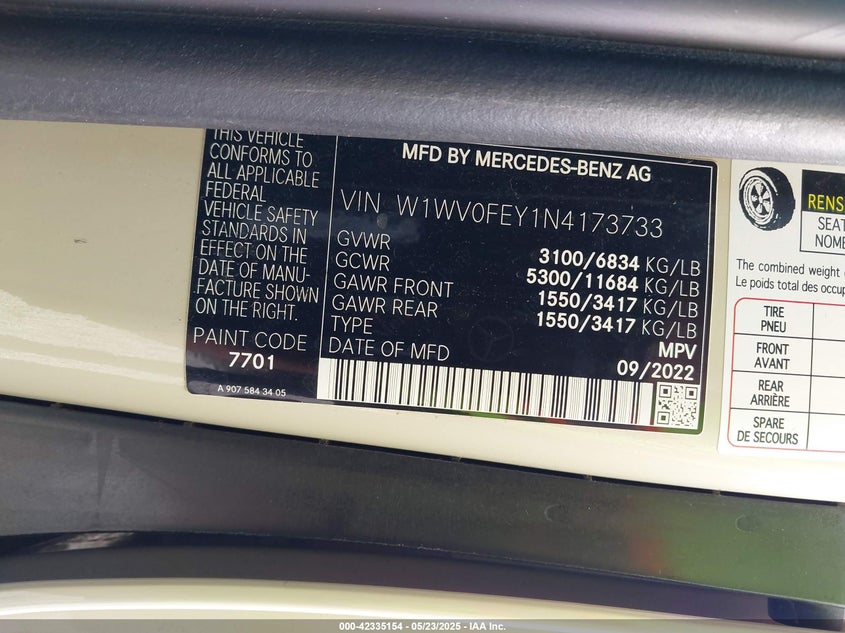 THIS VEHICLE
CONFORMS TO
ALL APPLICABLE
FEDERAL
VEHICLE SAFETY
STANDARDS IN
EFFECT ON THE
DATE OF MANU-
FACTURE SHOWN
ON THE RIGHT.
PAINT CODE
7701
A 907 584 34 05
MFD BY MERCEDES-BENZ AG
VIN W1WV0FEY1N4173733
GVWR 3100/6834 KG/LB
GCWR 5300/11684 KG/LB
GAWR FRONT 1550/3417 KG/LB
GAWR REAR 1550/3417 KG/LB
TYPE MPV
DATE OF MFD 09/2022
RENS
SEAT
NOMB
The combined weight
Le poids total des occup
TIRE
PNEU
FRONT
AVANT
REAR
ARRIÈRE
SPARE
DE SECOURS
000-42335154 - 05/23/2025 - IAA Inc.